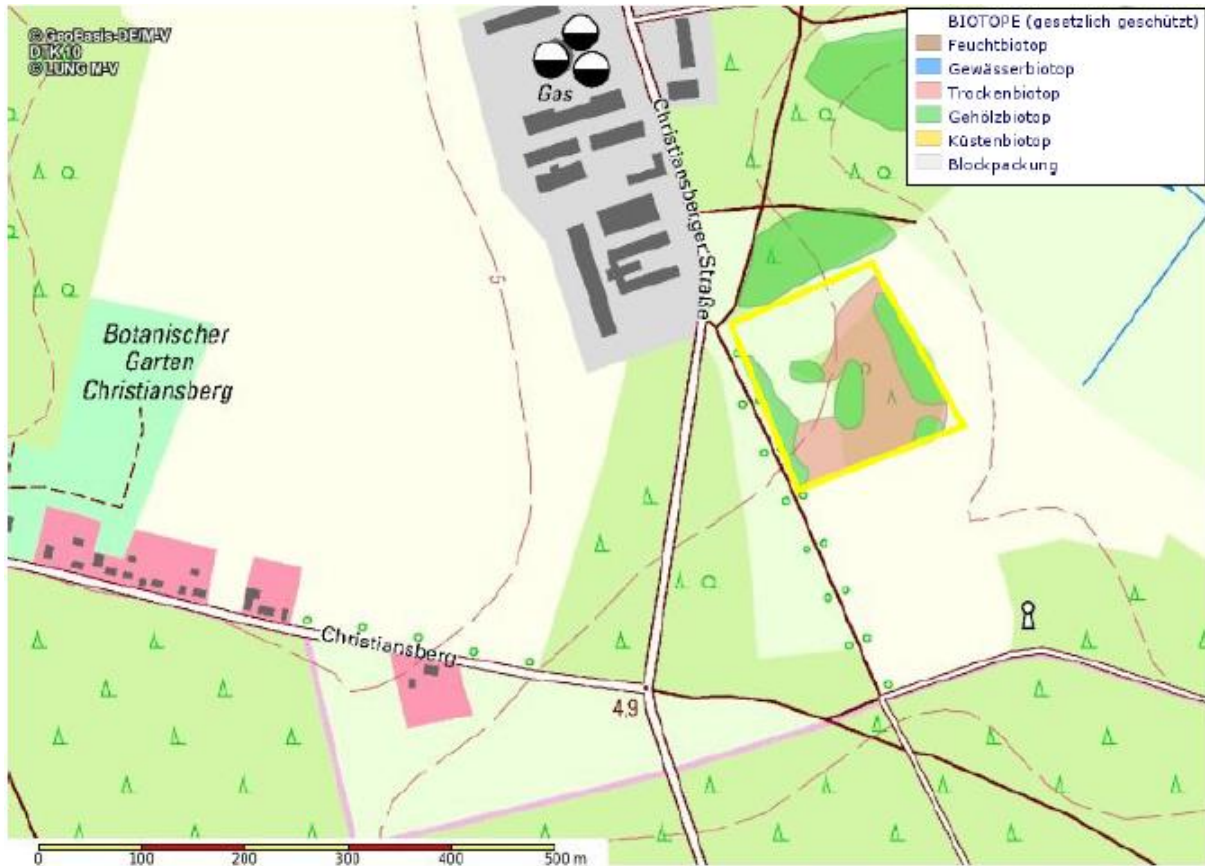 © GeoBasis-DE/M-V
DTK10
© LUNG M-V
BIOTOPE (gesetzlich geschützt)
Feuchtbiotop
Gewässerbiotop
Trockenbiotop
Gehölzbiotop
Küstenbiotop
Blockpackung
Gas
Christiansberger Straße
5
Botanischer
Garten
Christiansberg
Christiansberg
4.9
0 100 200 300 400 500 m